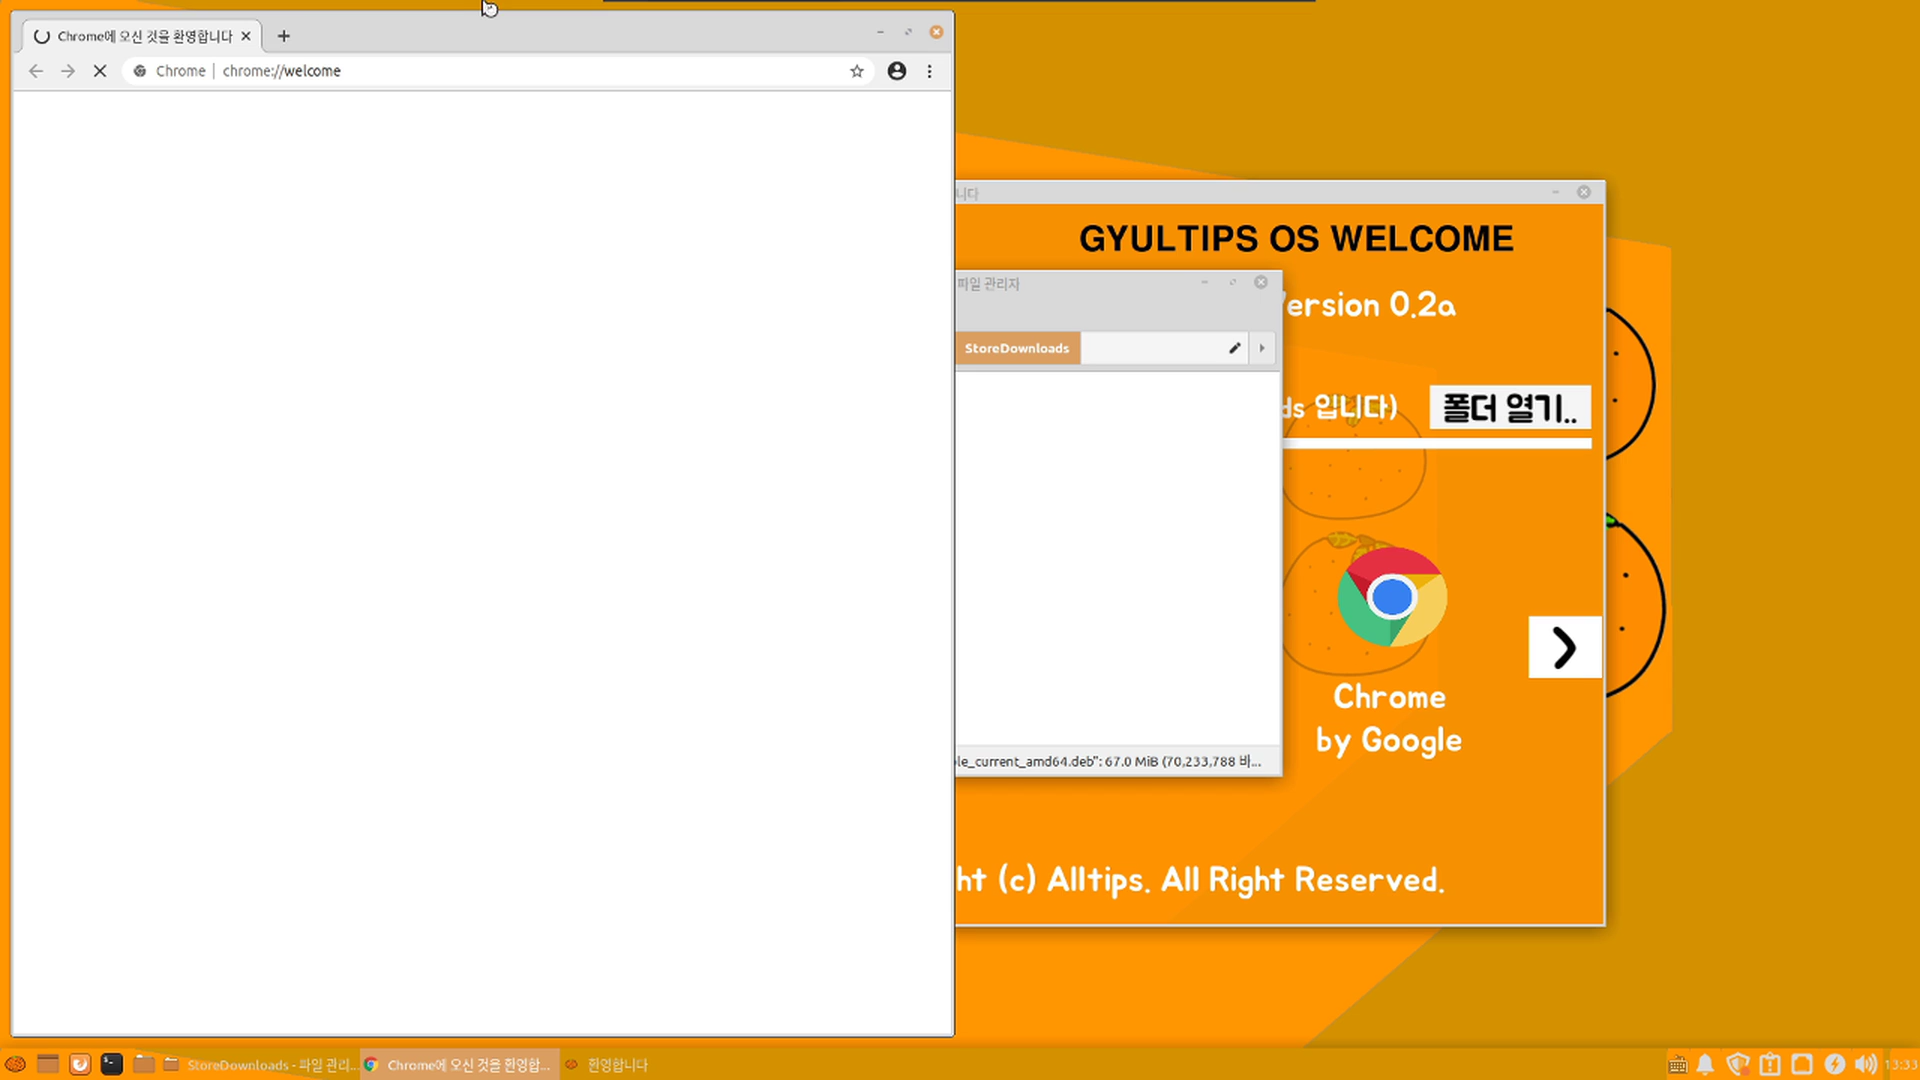 Chrome에 오신 것을 환영합니다
Chrome | chrome://welcome
니다
GYULTIPS OS WELCOME
Version 0.2a
파일 관리자
StoreDownloads
ds 입니다)
폴더 열기..
Chrome
by Google
le_current_amd64.deb": 67.0 MiB (70,233,788 바...
ht (c) Alltips. All Right Reserved.
StoreDownloads - 파일 관리...
Chrome에 오신 것을 환영합...
환영합니다
13:33